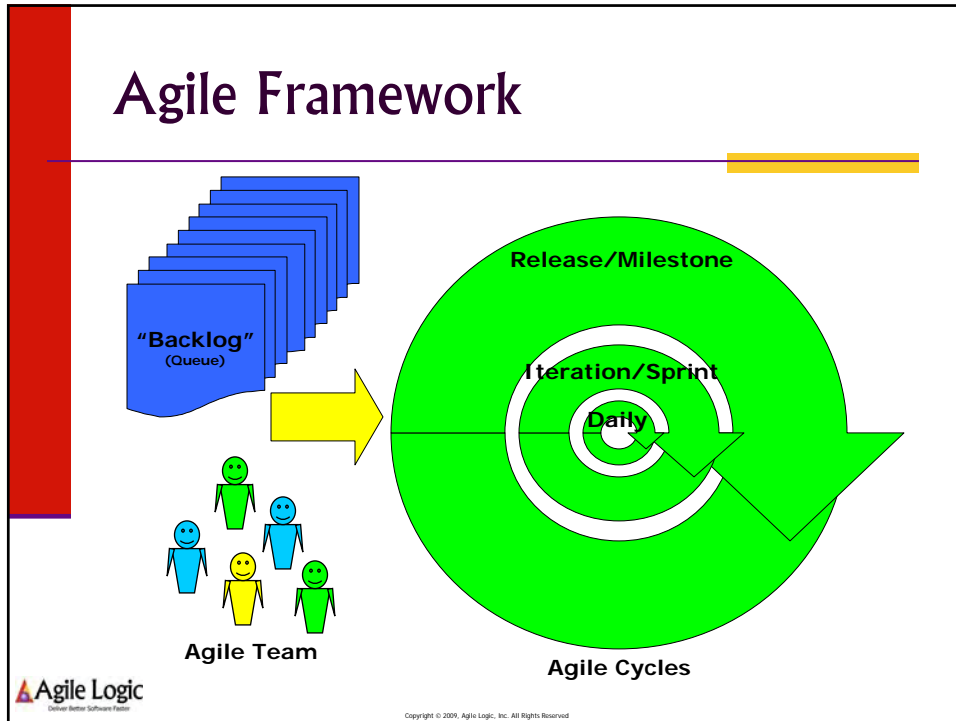 Agile Framework
“Backlog”
(Queue)
Release/Milestone
Iteration/Sprint
Daily
Agile Team
Agile Cycles
Agile Logic
Deliver Better Software Faster
Copyright © 2009, Agile Logic, Inc. All Rights Reserved